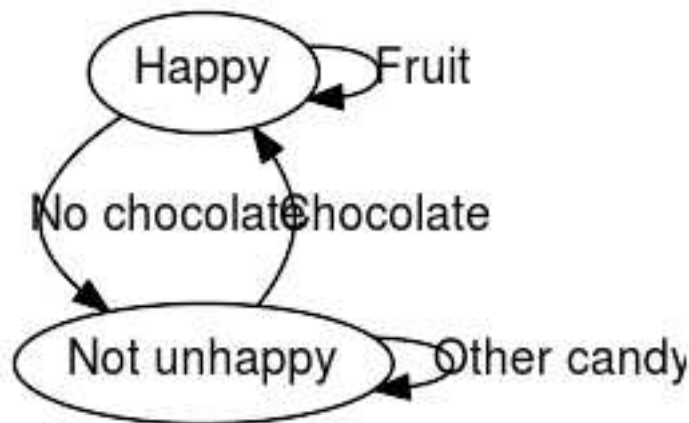 Happy
Fruit
No chocolate
Chocolate
Not unhappy
Other candy